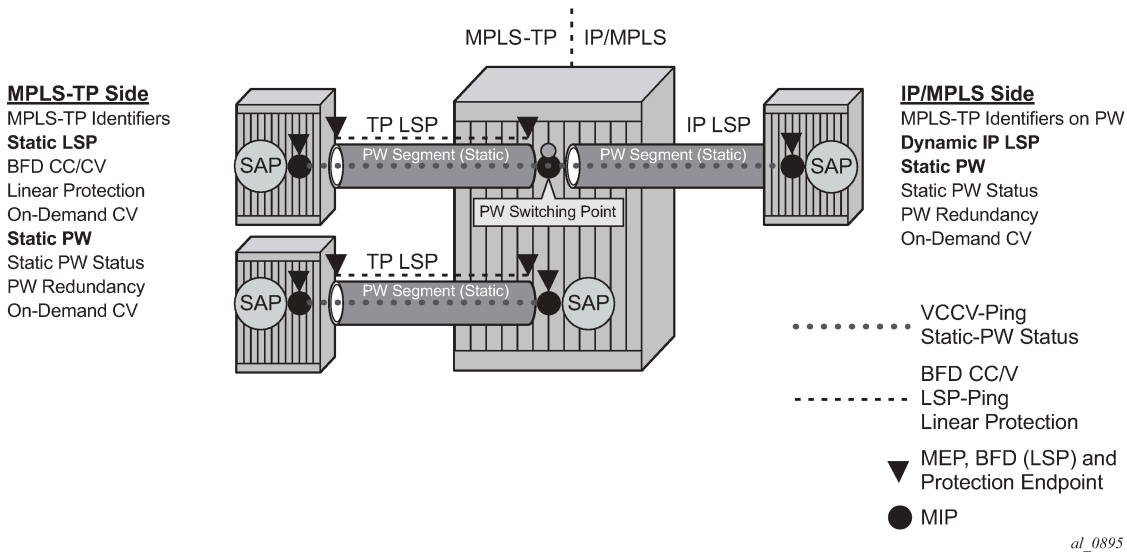 MPLS-TP IP/MPLS
MPLS-TP Side
MPLS-TP Identifiers
Static LSP
BFD CC/CV
Linear Protection
On-Demand CV
Static PW
Static PW Status
PW Redundancy
On-Demand CV
TP LSP
IP LSP
SAP
PW Segment (Static)
PW Segment (Static)
SAP
PW Switching Point
TP LSP
SAP
PW Segment (Static)
SAP
IP/MPLS Side
MPLS-TP Identifiers on PW
Dynamic IP LSP
Static PW
Static PW Status
PW Redundancy
On-Demand CV
VCCV-Ping
Static-PW Status
BFD CC/V
LSP-Ping
Linear Protection
MEP, BFD (LSP) and
Protection Endpoint
MIP
al_0895